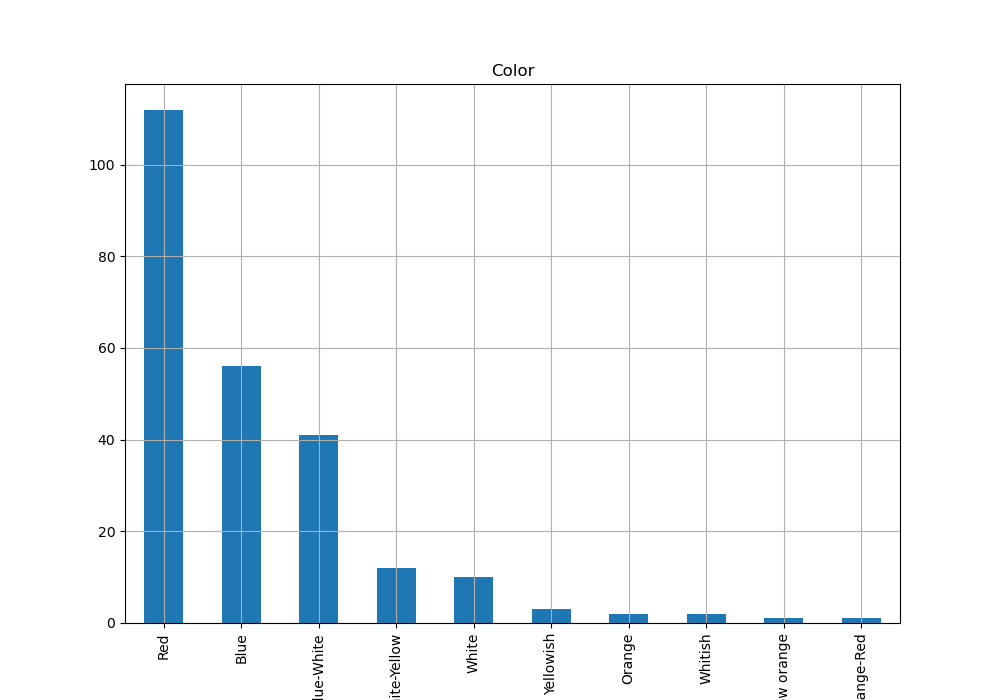 Color
100
80
60
40
20
0
Red
Blue
lue-White
ite-Yellow
White
Yellowish
Orange
Whitish
w orange
ange-Red